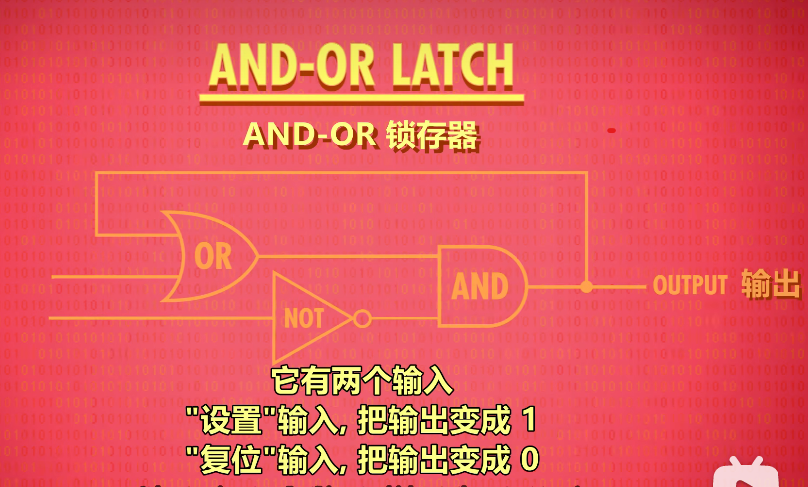 AND-OR LATCH
AND-OR 锁存器
OR
AND
OUTPUT 输出
NOT
它有两个输入
"设置"输入, 把输出变成 1
"复位"输入, 把输出变成 0